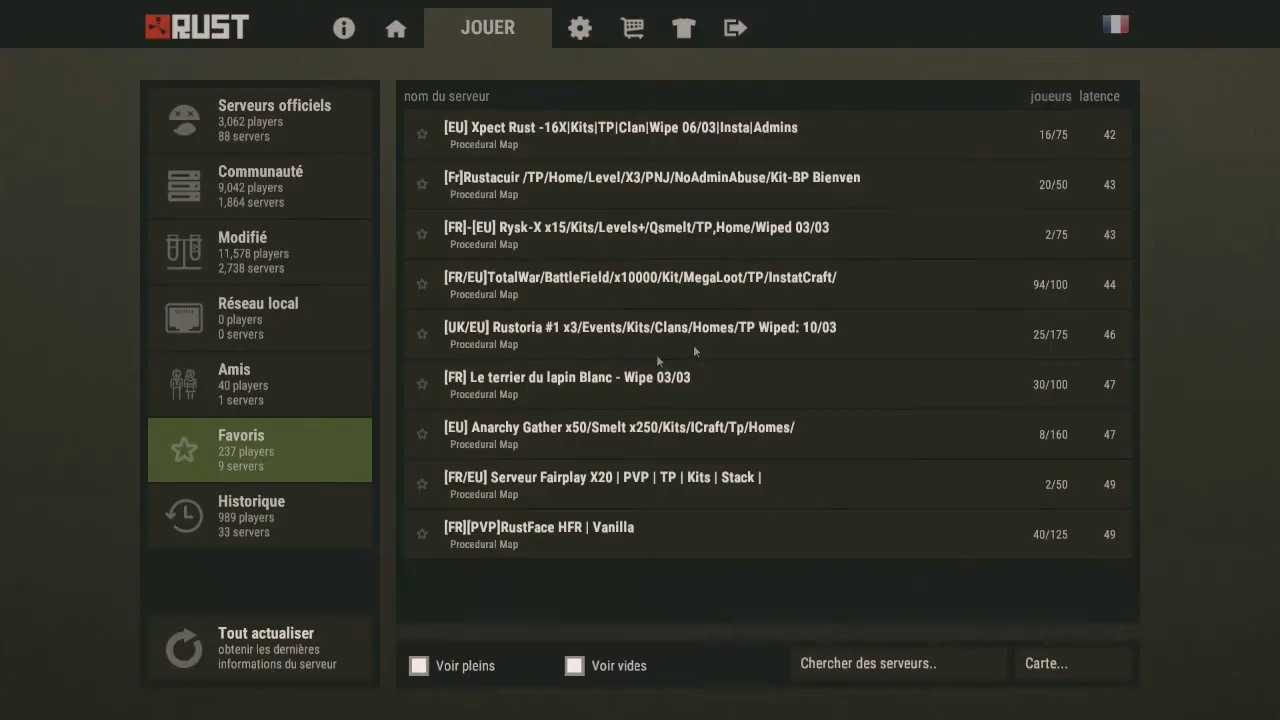 RUST
JOUER
Serveurs officiels
3,062 players
88 servers
Communauté
9,042 players
1,864 servers
Modifié
11,578 players
2,738 servers
Réseau local
0 players
0 servers
Amis
40 players
1 servers
Favoris
237 players
9 servers
Historique
989 players
33 servers
Tout actualiser
obtenir les dernières
informations du serveur
nom du serveur joueurs latence
[EU] Xpect Rust -16X|Kits|TP|Clan|Wipe 06/03|Insta|Admins 16/75 42
Procedural Map
[Fr]Rustacuir /TP/Home/Level/X3/PNJ/NoAdminAbuse/Kit-BP Bienven 20/50 43
Procedural Map
[FR]-[EU] Rysk-X x15/Kits/Levels+/Qsmelt/TP,Home/Wiped 03/03 2/75 43
Procedural Map
[FR/EU]TotalWar/BattleField/x10000/Kit/MegaLoot/TP/InstatCraft/ 94/100 44
Procedural Map
[UK/EU] Rustoria #1 x3/Events/Kits/Clans/Homes/TP Wiped: 10/03 25/175 46
Procedural Map
[FR] Le terrier du lapin Blanc - Wipe 03/03 30/100 47
Procedural Map
[EU] Anarchy Gather x50/Smelt x250/Kits/ICraft/Tp/Homes/ 8/160 47
Procedural Map
[FR/EU] Serveur Fairplay X20 | PVP | TP | Kits | Stack | 2/50 49
Procedural Map
[FR][PVP]RustFace HFR | Vanilla 40/125 49
Procedural Map
Voir pleins Voir vides Chercher des serveurs.. Carte...